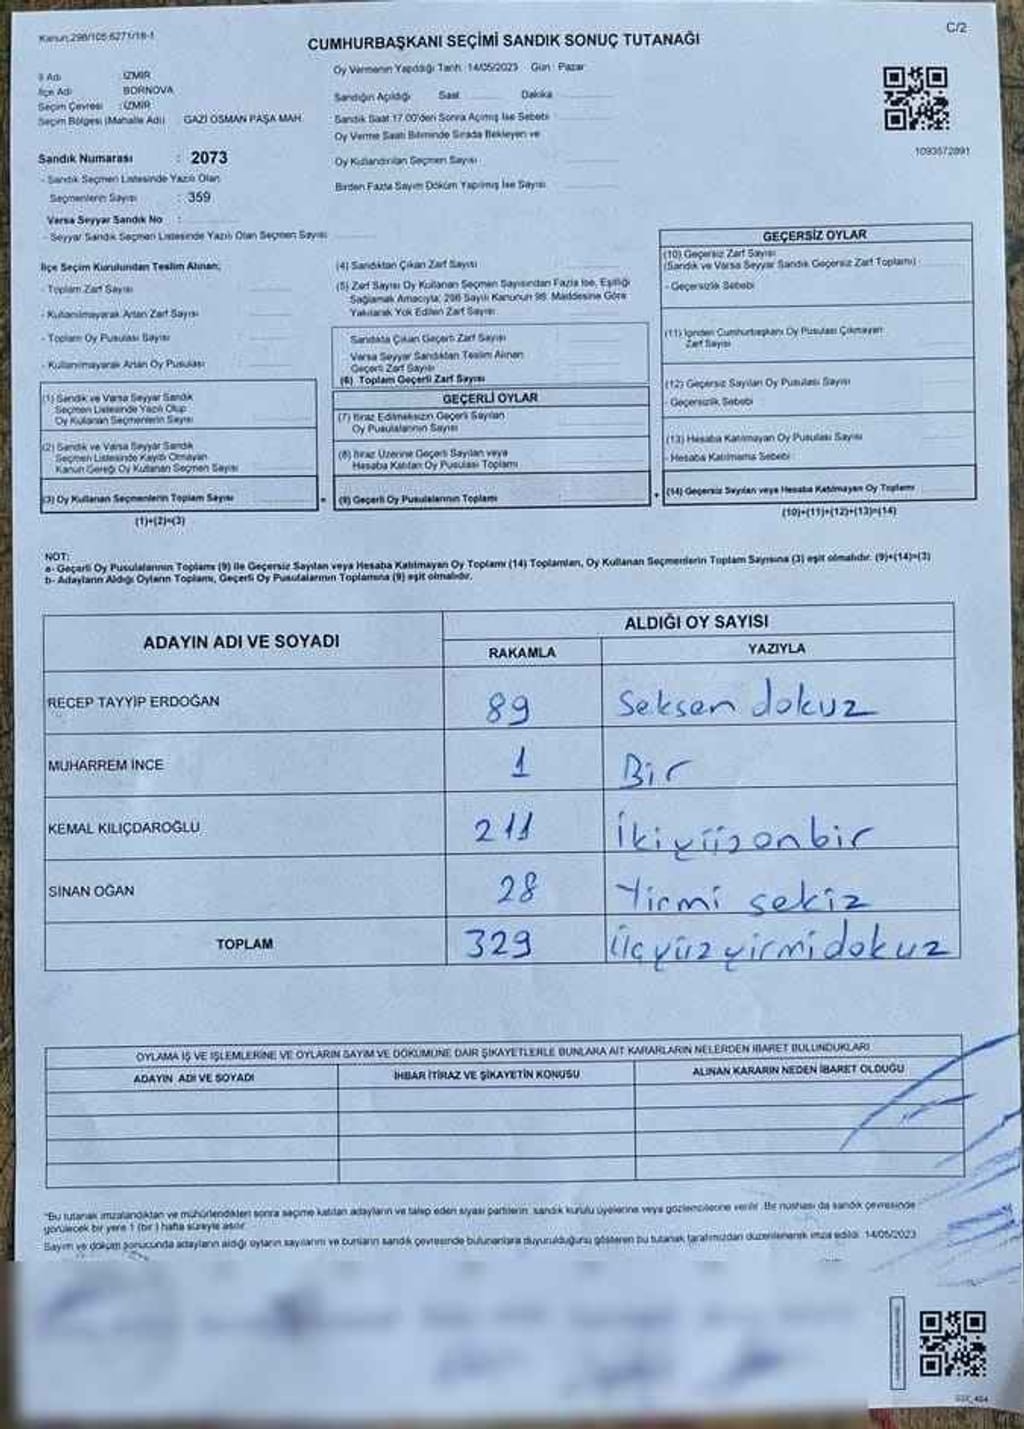 Kanun:298/105.6271/18-1
C/2
CUMHURBAŞKANI SEÇİMİ SANDIK SONUÇ TUTANAĞI
İl Adı : İZMİR
İlçe Adı : BORNOVA
Seçim Çevresi : İZMİR
Seçim Bölgesi (Mahalle Adı) GAZİ OSMAN PAŞA MAH.
Sandık Numarası : 2073
- Sandık Seçmen Listesinde Yazılı Olan
Seçmenlerin Sayısı : 359
Varsa Seyyar Sandık No :
- Seyyar Sandık Seçmen Listesinde Yazılı Olan Seçmen Sayısı
Oy Vermenin Yapıldığı Tarih: 14/05/2023 Gün : Pazar
Sandığın Açıldığı Saat Dakika
Sandık Saat 17.00'den Sonra Açılmış İse Sebebi
Oy Verme Saati Bitiminde Sırada Bekleyen ve
Oy Kullandırılan Seçmen Sayısı
Birden Fazla Sayım Döküm Yapılmış İse Sayısı
1093672891
İlçe Seçim Kurulundan Teslim Alınan;
- Toplam Zarf Sayısı
- Kullanılmayarak Artan Zarf Sayısı
- Toplam Oy Pusulası Sayısı
- Kullanılmayarak Artan Oy Pusulası
(1) Sandık ve Varsa Seyyar Sandık
Seçmen Listesinde Yazılı Olup
Oy Kullanan Seçmenlerin Sayısı
(2) Sandık ve Varsa Seyyar Sandık
Seçmen Listesinde Kayıtlı Olmayan
Kanun Gereği Oy Kullanan Seçmen Sayısı
(3) Oy Kullanan Seçmenlerin Toplam Sayısı
(1)+(2)=(3)
(4) Sandıktan Çıkan Zarf Sayısı
(5) Zarf Sayısı Oy Kullanan Seçmen Sayısından Fazla İse, Eşitliği
Sağlamak Amacıyla; 298 Sayılı Kanunun 98. Maddesine Göre
Yakılarak Yok Edilen Zarf Sayısı
Sandıkta Çıkan Geçerli Zarf Sayısı
Varsa Seyyar Sandıktan Teslim Alınan
Geçerli Zarf Sayısı
(6) Toplam Geçerli Zarf Sayısı
GEÇERLİ OYLAR
(7) İtiraz Edilmeksizin Geçerli Sayılan
Oy Pusulalarının Sayısı
(8) İtiraz Üzerine Geçerli Sayılan veya
Hesaba Katılan Oy Pusulası Toplamı
= (9) Geçerli Oy Pusulalarının Toplamı
GEÇERSİZ OYLAR
(10) Geçersiz Zarf Sayısı
(Sandık ve Varsa Seyyar Sandık Geçersiz Zarf Toplamı)
- Geçersizlik Sebebi
(11) İçinden Cumhurbaşkanı Oy Pusulası Çıkmayan
Zarf Sayısı
(12) Geçersiz Sayılan Oy Pusulası Sayısı
- Geçersizlik Sebebi
(13) Hesaba Katılmayan Oy Pusulası Sayısı
- Hesaba Katılmama Sebebi
+ (14) Geçersiz Sayılan veya Hesaba Katılmayan Oy Toplamı
(10)+(11)+(12)+(13)=(14)
NOT:
a- Geçerli Oy Pusulalarının Toplamı (9) ile Geçersiz Sayılan veya Hesaba Katılmayan Oy Toplamı (14) Toplamları, Oy Kullanan Seçmenlerin Toplam Sayısına (3) eşit olmalıdır. (9)+(14)=(3)
b- Adayların Aldığı Oyların Toplamı, Geçerli Oy Pusulalarının Toplamına (9) eşit olmalıdır.
ADAYIN ADI VE SOYADI ALDIĞI OY SAYISI
RAKAMLA YAZIYLA
RECEP TAYYİP ERDOĞAN 89 Seksen dokuz
MUHARREM İNCE 1 Bir
KEMAL KILIÇDAROĞLU 211 İkiyüzonbir
SİNAN OĞAN 28 Yirmi sekiz
TOPLAM 329 Üçyüzyirmidokuz
OYLAMA İŞ VE İŞLEMLERİNE VE OYLARIN SAYIM VE DÖKÜMÜNE DAİR ŞİKAYETLERLE BUNLARA AİT KARARLARIN NELERDEN İBARET BULUNDUKLARI
ADAYIN ADI VE SOYADI İHBAR İTİRAZ VE ŞİKAYETİN KONUSU ALINAN KARARIN NEDEN İBARET OLDUĞU
"Bu tutanak imzalandıktan ve mühürlendikten sonra seçime katılan adayların ve talep eden siyasi partilerin sandık kurulu üyelerine veya gözlemcilerine verilir. Bir nüshası da sandık çevresinde
görülecek bir yere 1 (bir) hafta süreyle asılır.
Sayım ve döküm sonucunda adayların aldığı oyların sayılarını ve bunların sandık çevresinde bulunanlara duyurulduğunu gösteren bu tutanak tarafımızdan düzenlenerek imza edildi. 14/05/2023